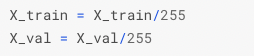 X_train = X_train/255
X_val = X_val/255